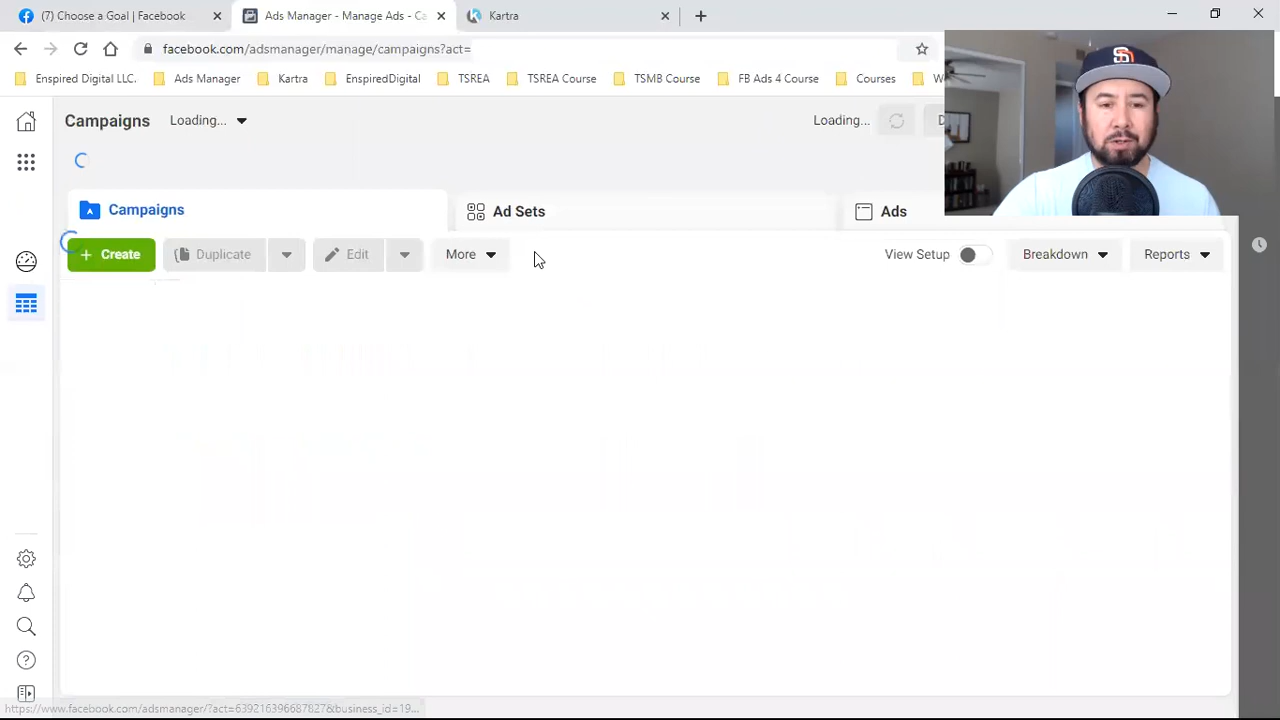 (7) Choose a Goal | Facebook
Ads Manager - Manage Ads - Ca
Kartra
facebook.com/adsmanager/manage/campaigns?act=
Enspired Digital LLC.
Ads Manager
Kartra
EnspiredDigital
TSREA
TSREA Course
TSMB Course
FB Ads 4 Course
Courses
Campaigns
Loading...
Loading...
Campaigns
Ad Sets
Ads
+ Create
Duplicate
Edit
More
View Setup
Breakdown
Reports
https://www.facebook.com/adsmanager/?act=639216396687827&business_id=19...